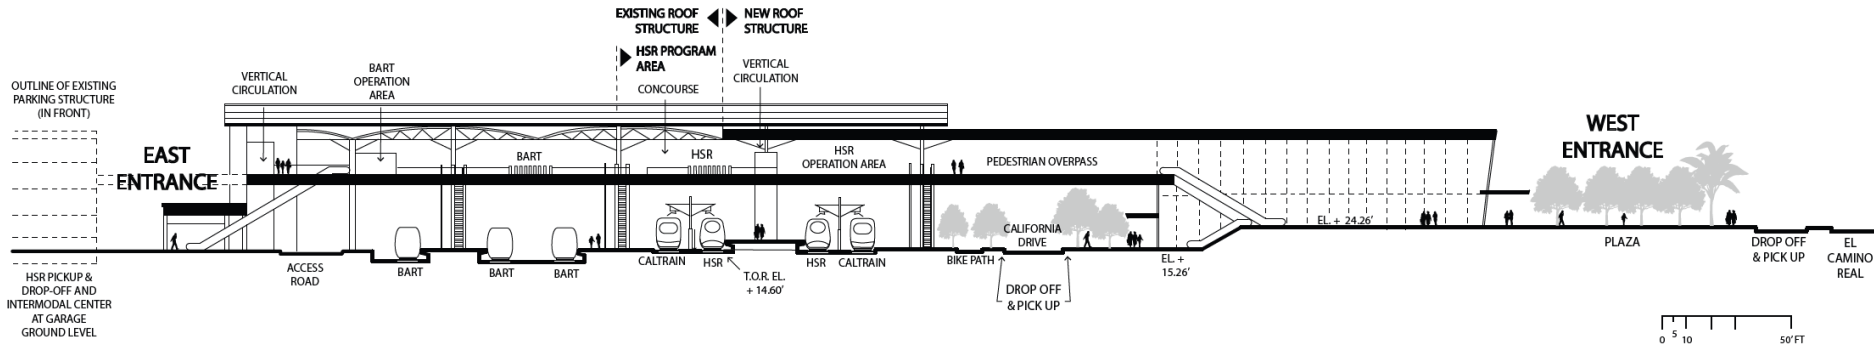 EXISTING ROOF
STRUCTURE
NEW ROOF
STRUCTURE
HSR PROGRAM
AREA
OUTLINE OF EXISTING
PARKING STRUCTURE
(IN FRONT)
VERTICAL
CIRCULATION
BART
OPERATION
AREA
CONCOURSE
VERTICAL
CIRCULATION
EAST
ENTRANCE
BART
HSR
HSR
OPERATION AREA
PEDESTRIAN OVERPASS
WEST
ENTRANCE
CALIFORNIA
DRIVE
EL. + 24.26'
HSR PICKUP &
DROP-OFF AND
INTERMODAL CENTER
AT GARAGE
GROUND LEVEL
ACCESS
ROAD
BART
BART
BART
CALTRAIN
HSR
T.O.R. EL.
+ 14.60'
HSR
CALTRAIN
BIKE PATH
DROP OFF
& PICK UP
EL. +
15.26'
PLAZA
DROP OFF
& PICK UP
EL
CAMINO
REAL
0 5 10 50' FT